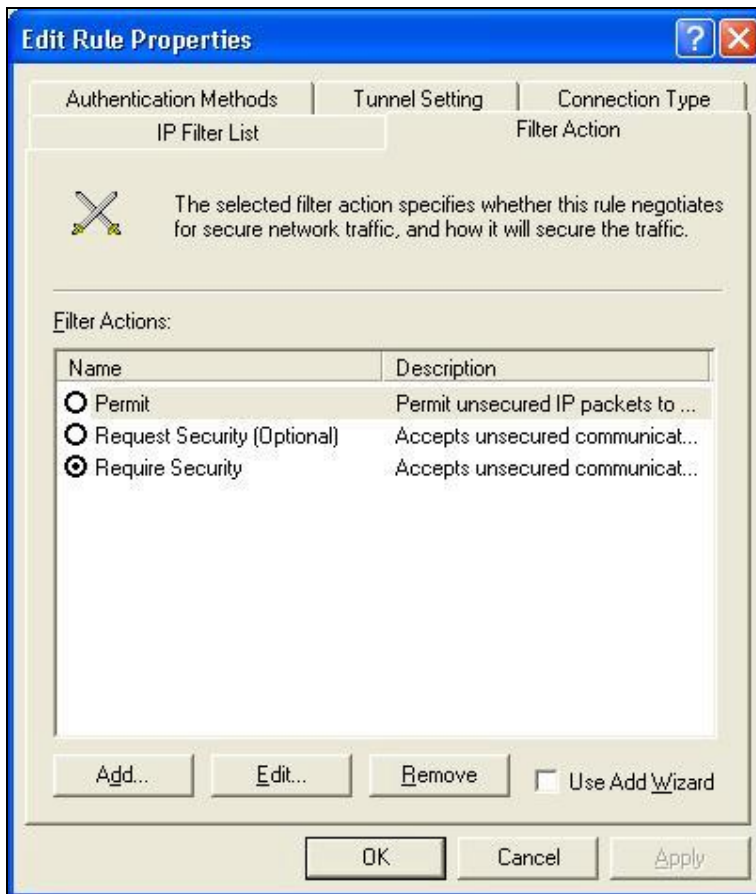 Edit Rule Properties
Authentication Methods Tunnel Setting Connection Type
IP Filter List Filter Action
The selected filter action specifies whether this rule negotiates
for secure network traffic, and how it will secure the traffic.
Filter Actions:
Name Description
Permit Permit unsecured IP packets to ...
Request Security (Optional) Accepts unsecured communicat...
Require Security Accepts unsecured communicat...
Add... Edit... Remove Use Add Wizard
OK Cancel Apply